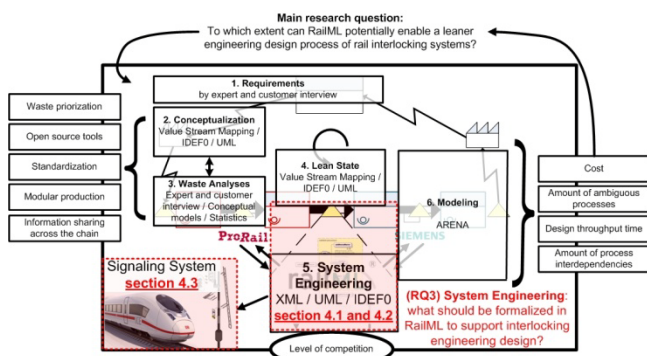 Main research question:
To which extent can RailML potentially enable a leaner
engineering design process of rail interlocking systems?
1. Requirements
by expert and customer interview
Waste priorization
Open source tools
Standardization
Modular production
Information sharing
across the chain
2. Conceptualization
Value Stream Mapping /
IDEF0 / UML
3. Waste Analyses
Expert and customer
interview / Conceptual
models / Statistics
4. Lean State
Value Stream Mapping /
IDEF0 / UML
6. Modeling
ARENA
Cost
Amount of ambiguous
processes
Design throughput time
Amount of process
interdependencies
ProRail
SIEMENS
railML
5. System
Engineering
XML / UML / IDEF0
section 4.1 and 4.2
Signaling System
section 4.3
(RQ3) System Engineering:
what should be formalized in
RailML to support interlocking
engineering design?
Level of competition